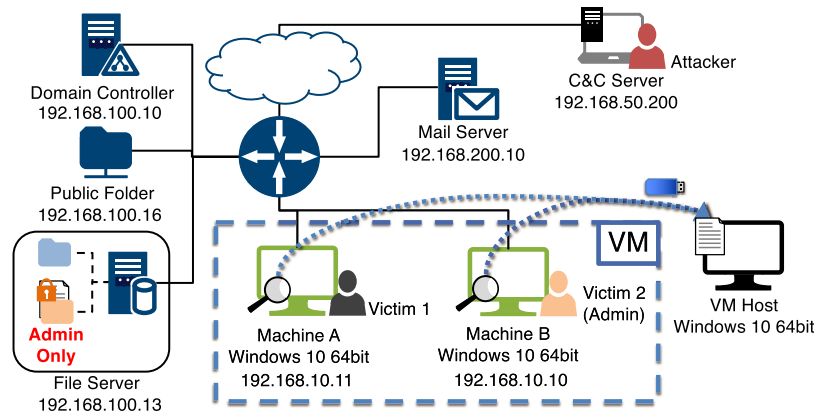 Domain Controller
192.168.100.10
Public Folder
192.168.100.16
Admin
Only
File Server
192.168.100.13
Mail Server
192.168.200.10
Attacker
C&C Server
192.168.50.200
VM
Victim 1
Machine A
Windows 10 64bit
192.168.10.11
Victim 2
(Admin)
Machine B
Windows 10 64bit
192.168.10.10
VM Host
Windows 10 64bit